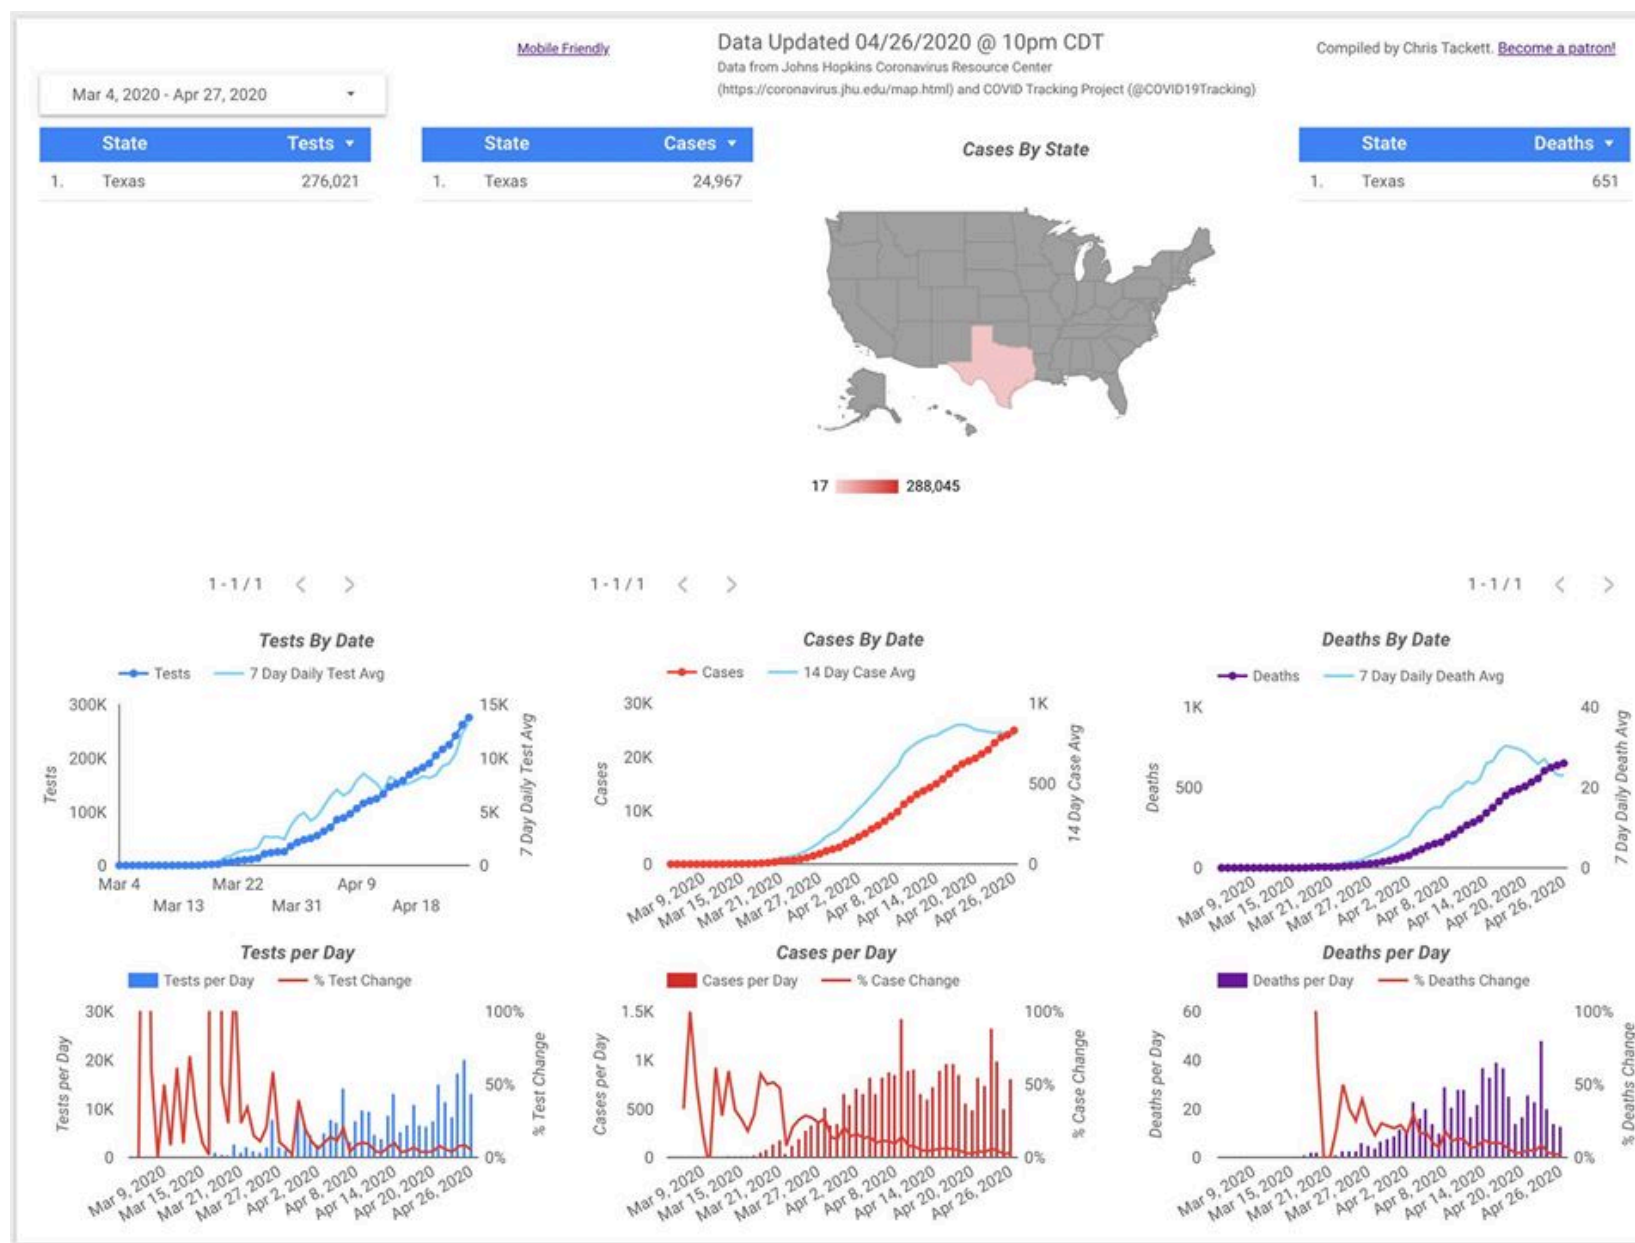 Mobile Friendly
Data Updated 04/26/2020 @ 10pm CDT
Data from Johns Hopkins Coronavirus Resource Center
(https://coronavirus.jhu.edu/map.html) and COVID Tracking Project (@COVID19Tracking)
Compiled by Chris Tackett. Become a patron!
Mar 4, 2020 - Apr 27, 2020
State Tests
1. Texas 276,021
State Cases
1. Texas 24,967
Cases By State
17 288,045
State Deaths
1. Texas 651
1 - 1 / 1 < >
1 - 1 / 1 < >
1 - 1 / 1 < >
Tests By Date
Tests 7 Day Daily Test Avg
300K
200K
100K
0
Tests
15K
10K
5K
0
7 Day Daily Test Avg
Mar 4 Mar 22 Apr 9
Mar 13 Mar 31 Apr 18
Cases By Date
Cases 14 Day Case Avg
30K
20K
10K
0
Cases
1K
500
0
14 Day Case Avg
Mar 9, 2020 Mar 15, 2020 Mar 21, 2020 Mar 27, 2020 Apr 2, 2020 Apr 8, 2020 Apr 14, 2020 Apr 20, 2020 Apr 26, 2020
Deaths By Date
Deaths 7 Day Daily Death Avg
1K
500
0
Deaths
40
20
0
7 Day Daily Death Avg
Mar 9, 2020 Mar 15, 2020 Mar 21, 2020 Mar 27, 2020 Apr 2, 2020 Apr 8, 2020 Apr 14, 2020 Apr 20, 2020 Apr 26, 2020
Tests per Day
Tests per Day % Test Change
30K
20K
10K
0
Tests per Day
100%
50%
0%
% Test Change
Mar 9, 2020 Mar 15, 2020 Mar 21, 2020 Mar 27, 2020 Apr 2, 2020 Apr 8, 2020 Apr 14, 2020 Apr 20, 2020 Apr 26, 2020
Cases per Day
Cases per Day % Case Change
1.5K
1K
500
0
Cases per Day
100%
50%
0%
% Case Change
Mar 9, 2020 Mar 15, 2020 Mar 21, 2020 Mar 27, 2020 Apr 2, 2020 Apr 8, 2020 Apr 14, 2020 Apr 20, 2020 Apr 26, 2020
Deaths per Day
Deaths per Day % Deaths Change
60
40
20
0
Deaths per Day
100%
50%
0%
% Deaths Change
Mar 9, 2020 Mar 15, 2020 Mar 21, 2020 Mar 27, 2020 Apr 2, 2020 Apr 8, 2020 Apr 14, 2020 Apr 20, 2020 Apr 26, 2020